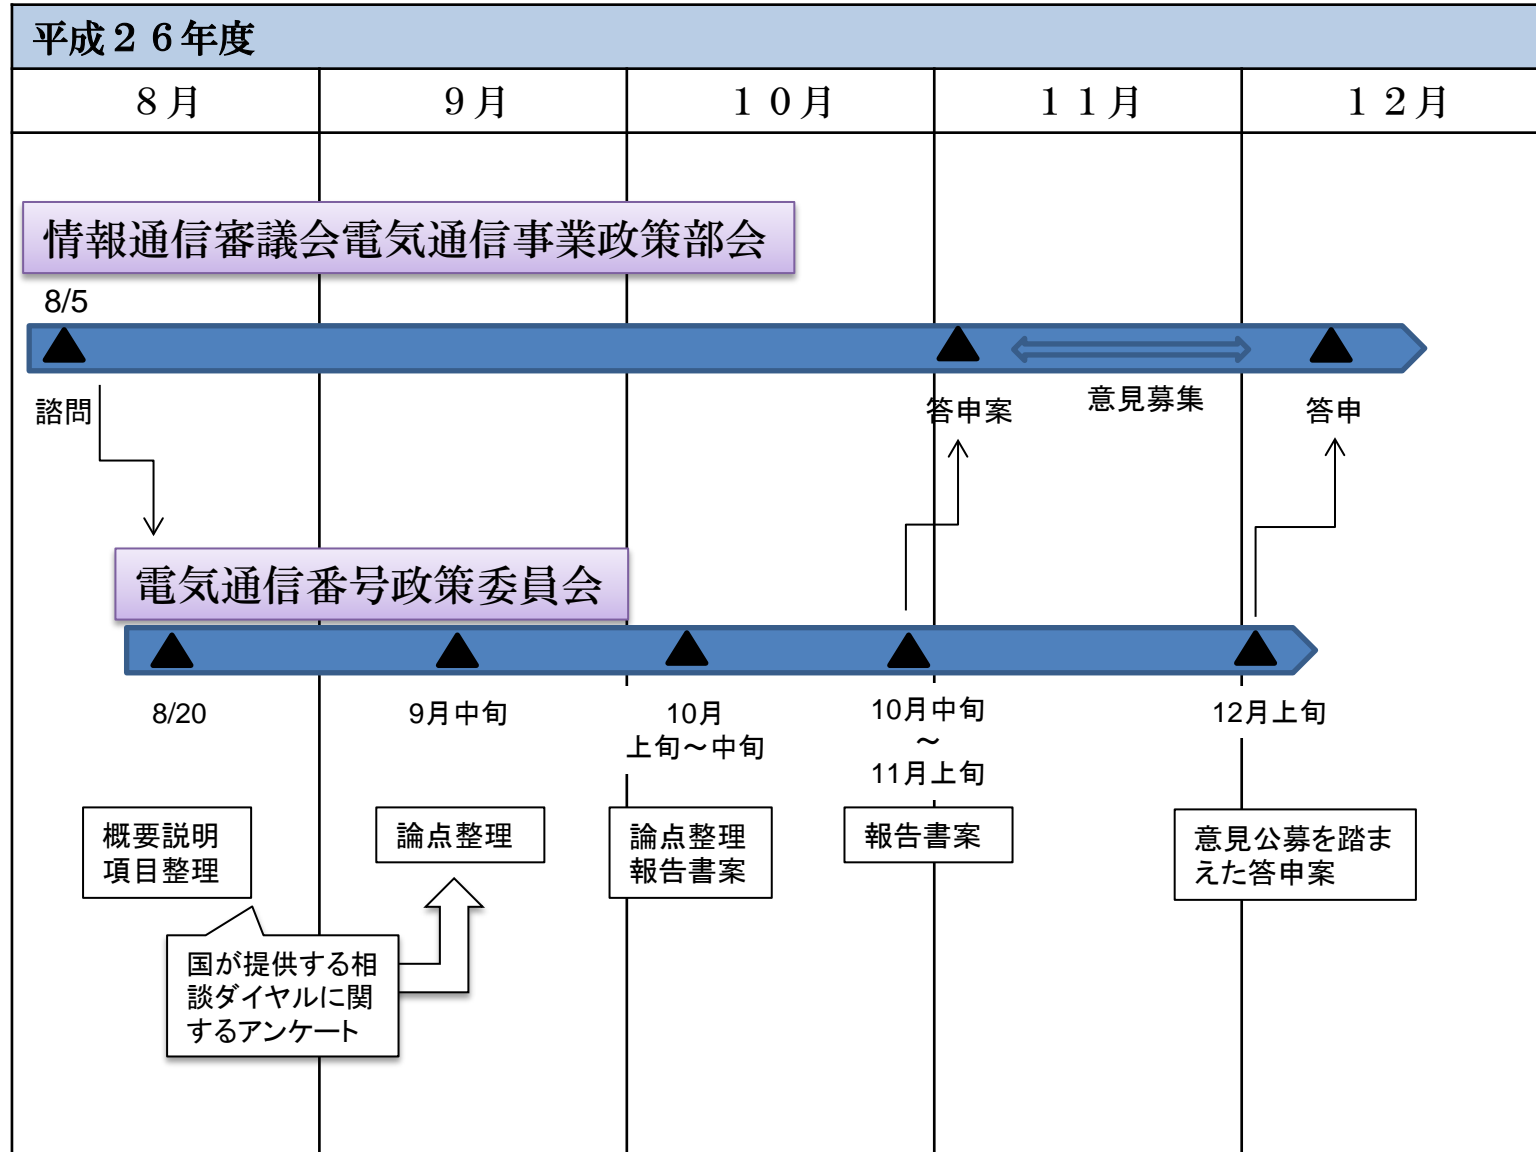 平成２６年度
８月
９月
１０月
１１月
１２月
情報通信審議会電気通信事業政策部会
8/5
諮問
答申案
意見募集
答申
電気通信番号政策委員会
8/20
9月中旬
10月
上旬～中旬
10月中旬
～
11月上旬
12月上旬
概要説明
項目整理
論点整理
論点整理
報告書案
報告書案
意見公募を踏ま
えた答申案
国が提供する相
談ダイヤルに関
するアンケート